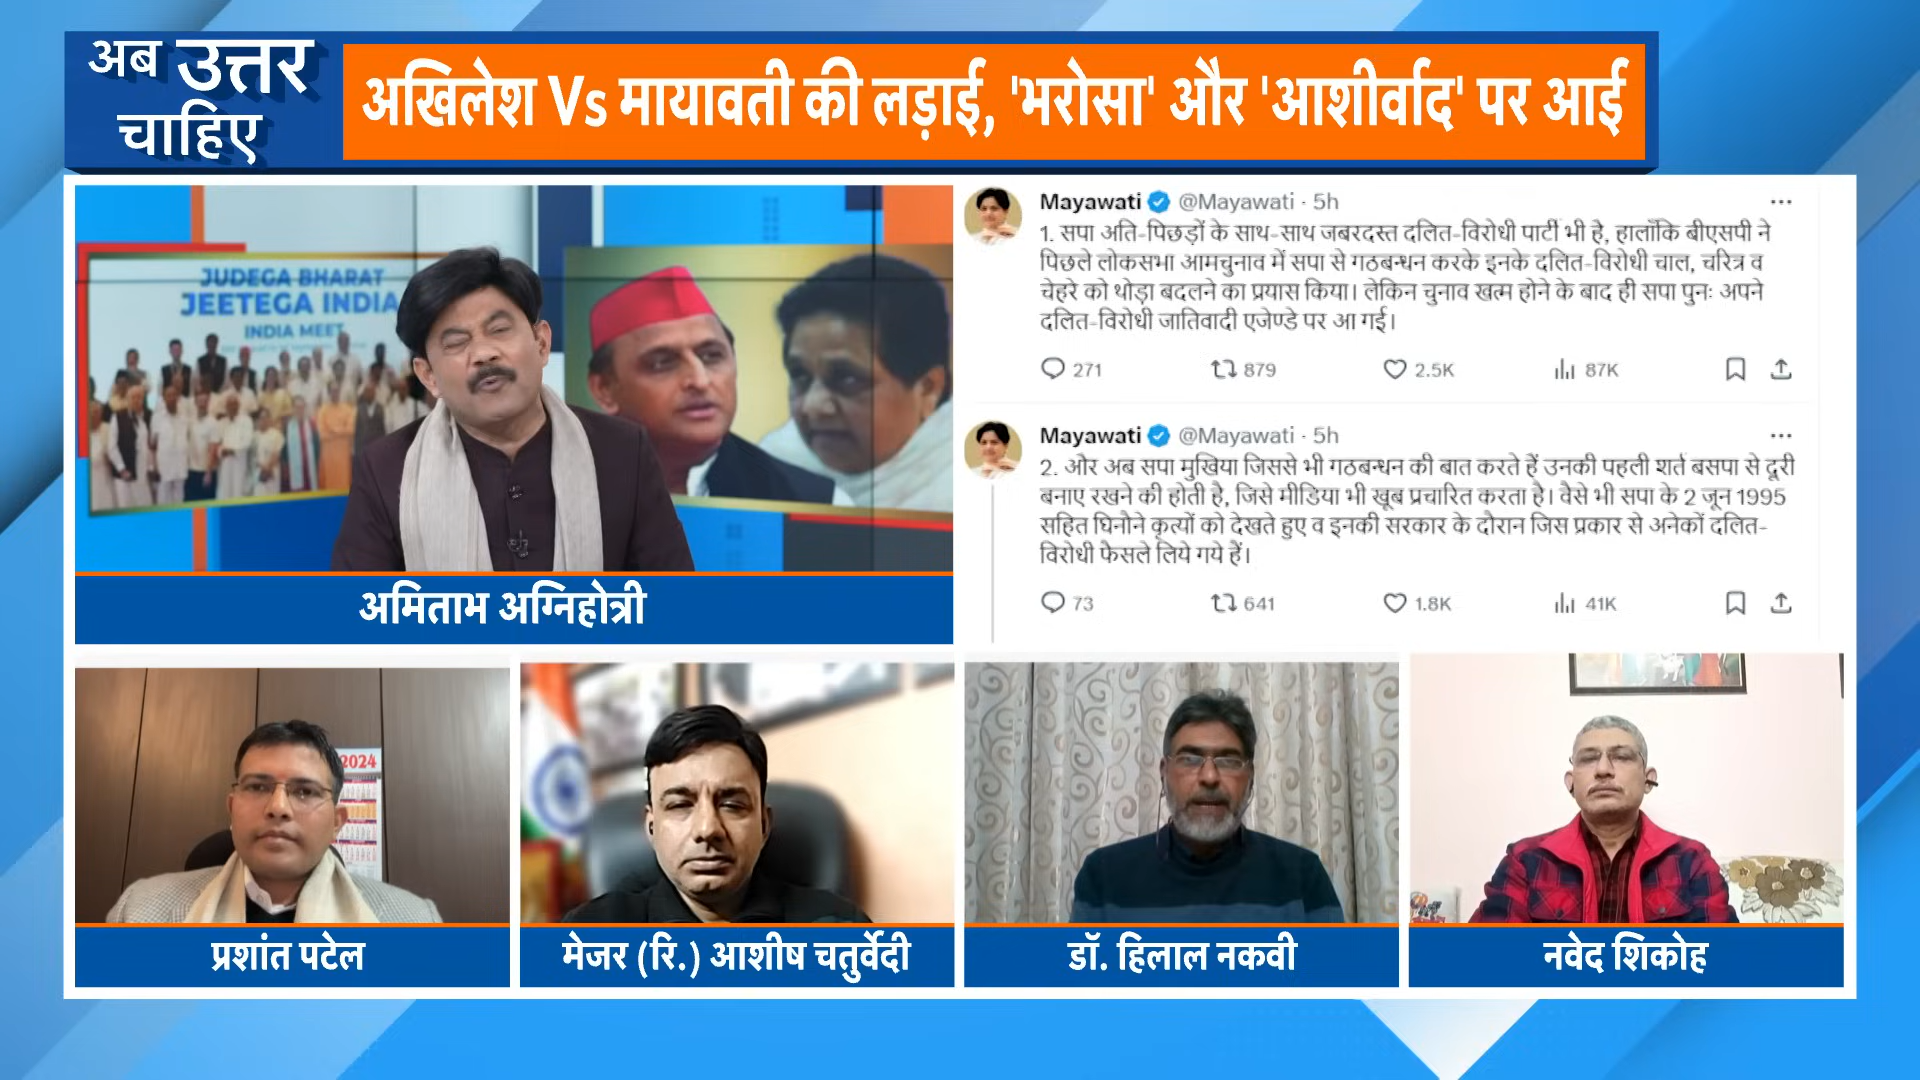 अब उत्तर
चाहिए
अखिलेश Vs मायावती की लड़ाई, 'भरोसा' और 'आशीर्वाद' पर आई
JUDEGA BHARAT
JEETEGA INDIA
INDIA MEET
अमिताभ अग्निहोत्री
Mayawati @Mayawati · 5h
1. सपा अति-पिछड़ों के साथ-साथ जबरदस्त दलित-विरोधी पार्टी भी है, हालाँकि बीएसपी ने
पिछले लोकसभा आमचुनाव में सपा से गठबन्धन करके इनके दलित-विरोधी चाल, चरित्र व
चेहरे को थोड़ा बदलने का प्रयास किया। लेकिन चुनाव खत्म होने के बाद ही सपा पुनः अपने
दलित-विरोधी जातिवादी एजेण्डे पर आ गई।
271 879 2.5K 87K
Mayawati @Mayawati · 5h
2. और अब सपा मुखिया जिससे भी गठबन्धन की बात करते हैं उनकी पहली शर्त बसपा से दूरी
बनाए रखने की होती है, जिसे मीडिया भी खूब प्रचारित करता है। वैसे भी सपा के 2 जून 1995
सहित घिनौने कृत्यों को देखते हुए व इनकी सरकार के दौरान जिस प्रकार से अनेकों दलित-
विरोधी फैसले लिये गये हैं।
73 641 1.8K 41K
2024
प्रशांत पटेल
मेजर (रि.) आशीष चतुर्वेदी
डॉ. हिलाल नकवी
नवेद शिकोह